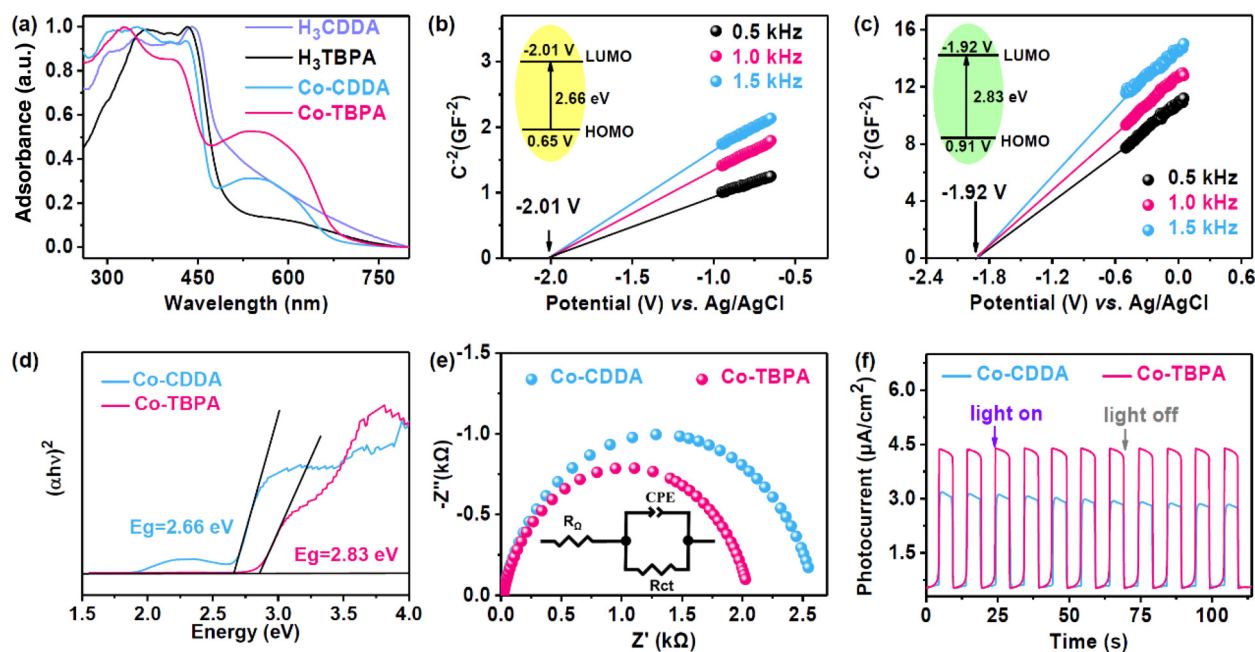 (a)
H₃CDDA
H₃TBPA
Co-CDDA
Co-TBPA
Adsorbance (a.u.)
1.0
0.8
0.6
0.4
0.2
0.0
300 450 600 750
Wavelength (nm)
(b)
-2.01 V
LUMO
2.66 eV
HOMO
0.65 V
0.5 kHz
1.0 kHz
1.5 kHz
-2.01 V
C⁻²(GF⁻²)
3
2
1
0
-2.5 -2.0 -1.5 -1.0 -0.5
Potential (V) vs. Ag/AgCl
(c)
-1.92 V
LUMO
2.83 eV
HOMO
0.91 V
-1.92 V
0.5 kHz
1.0 kHz
1.5 kHz
C⁻²(GF⁻²)
16
12
8
4
0
-2.4 -1.8 -1.2 -0.6 0.0 0.6
Potential (V) vs. Ag/AgCl
(d)
Co-CDDA
Co-TBPA
(αhν)²
Eg=2.66 eV
Eg=2.83 eV
1.5 2.0 2.5 3.0 3.5 4.0
Energy (eV)
(e)
Co-CDDA Co-TBPA
-Z''(kΩ)
-1.5
-1.0
-0.5
0.0
CPE
RΩ
Rct
0.0 0.5 1.0 1.5 2.0 2.5
Z' (kΩ)
(f)
Co-CDDA Co-TBPA
light on light off
Photocurrent (μA/cm²)
6.0
4.5
3.0
1.5
0 25 50 75 100
Time (s)